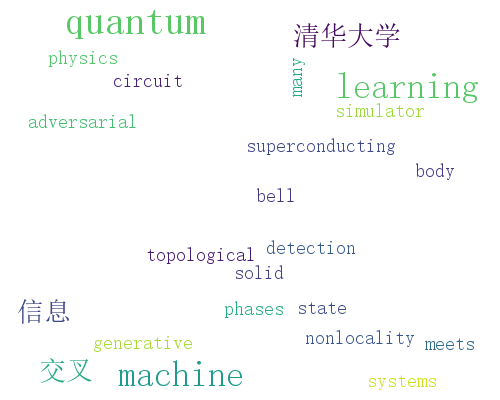 quantum
清华大学
physics
many
circuit
learning
simulator
adversarial
superconducting
body
bell
topological
detection
solid
信息
phases
state
nonlocality
generative
meets
交叉
machine
systems